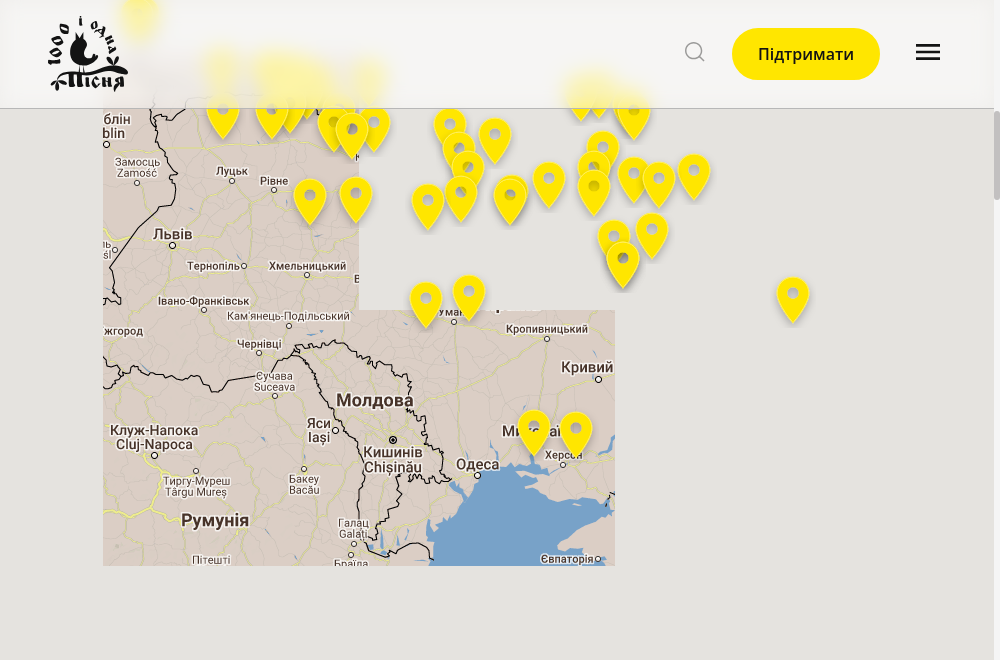 1000 і одна
Пісня
Підтримати
блін
blin
Замосць
Zamość
Луцьк
Рівне
Львів
Тернопіль
Хмельницький
Івано-Франківськ
Кам'янець-Подільський
жгород
Чернівці
Кропивницький
Сучава
Suceava
Кривий
Молдова
Яси
Iași
Клуж-Напока
Cluj-Napoca
Кишинів
Chișinău
Одеса
Херсон
Тиргу-Муреш
Târgu Mureș
Бакеу
Bacău
Румунія
Галац
Galați
Пітешті
Браїла
Євпаторія